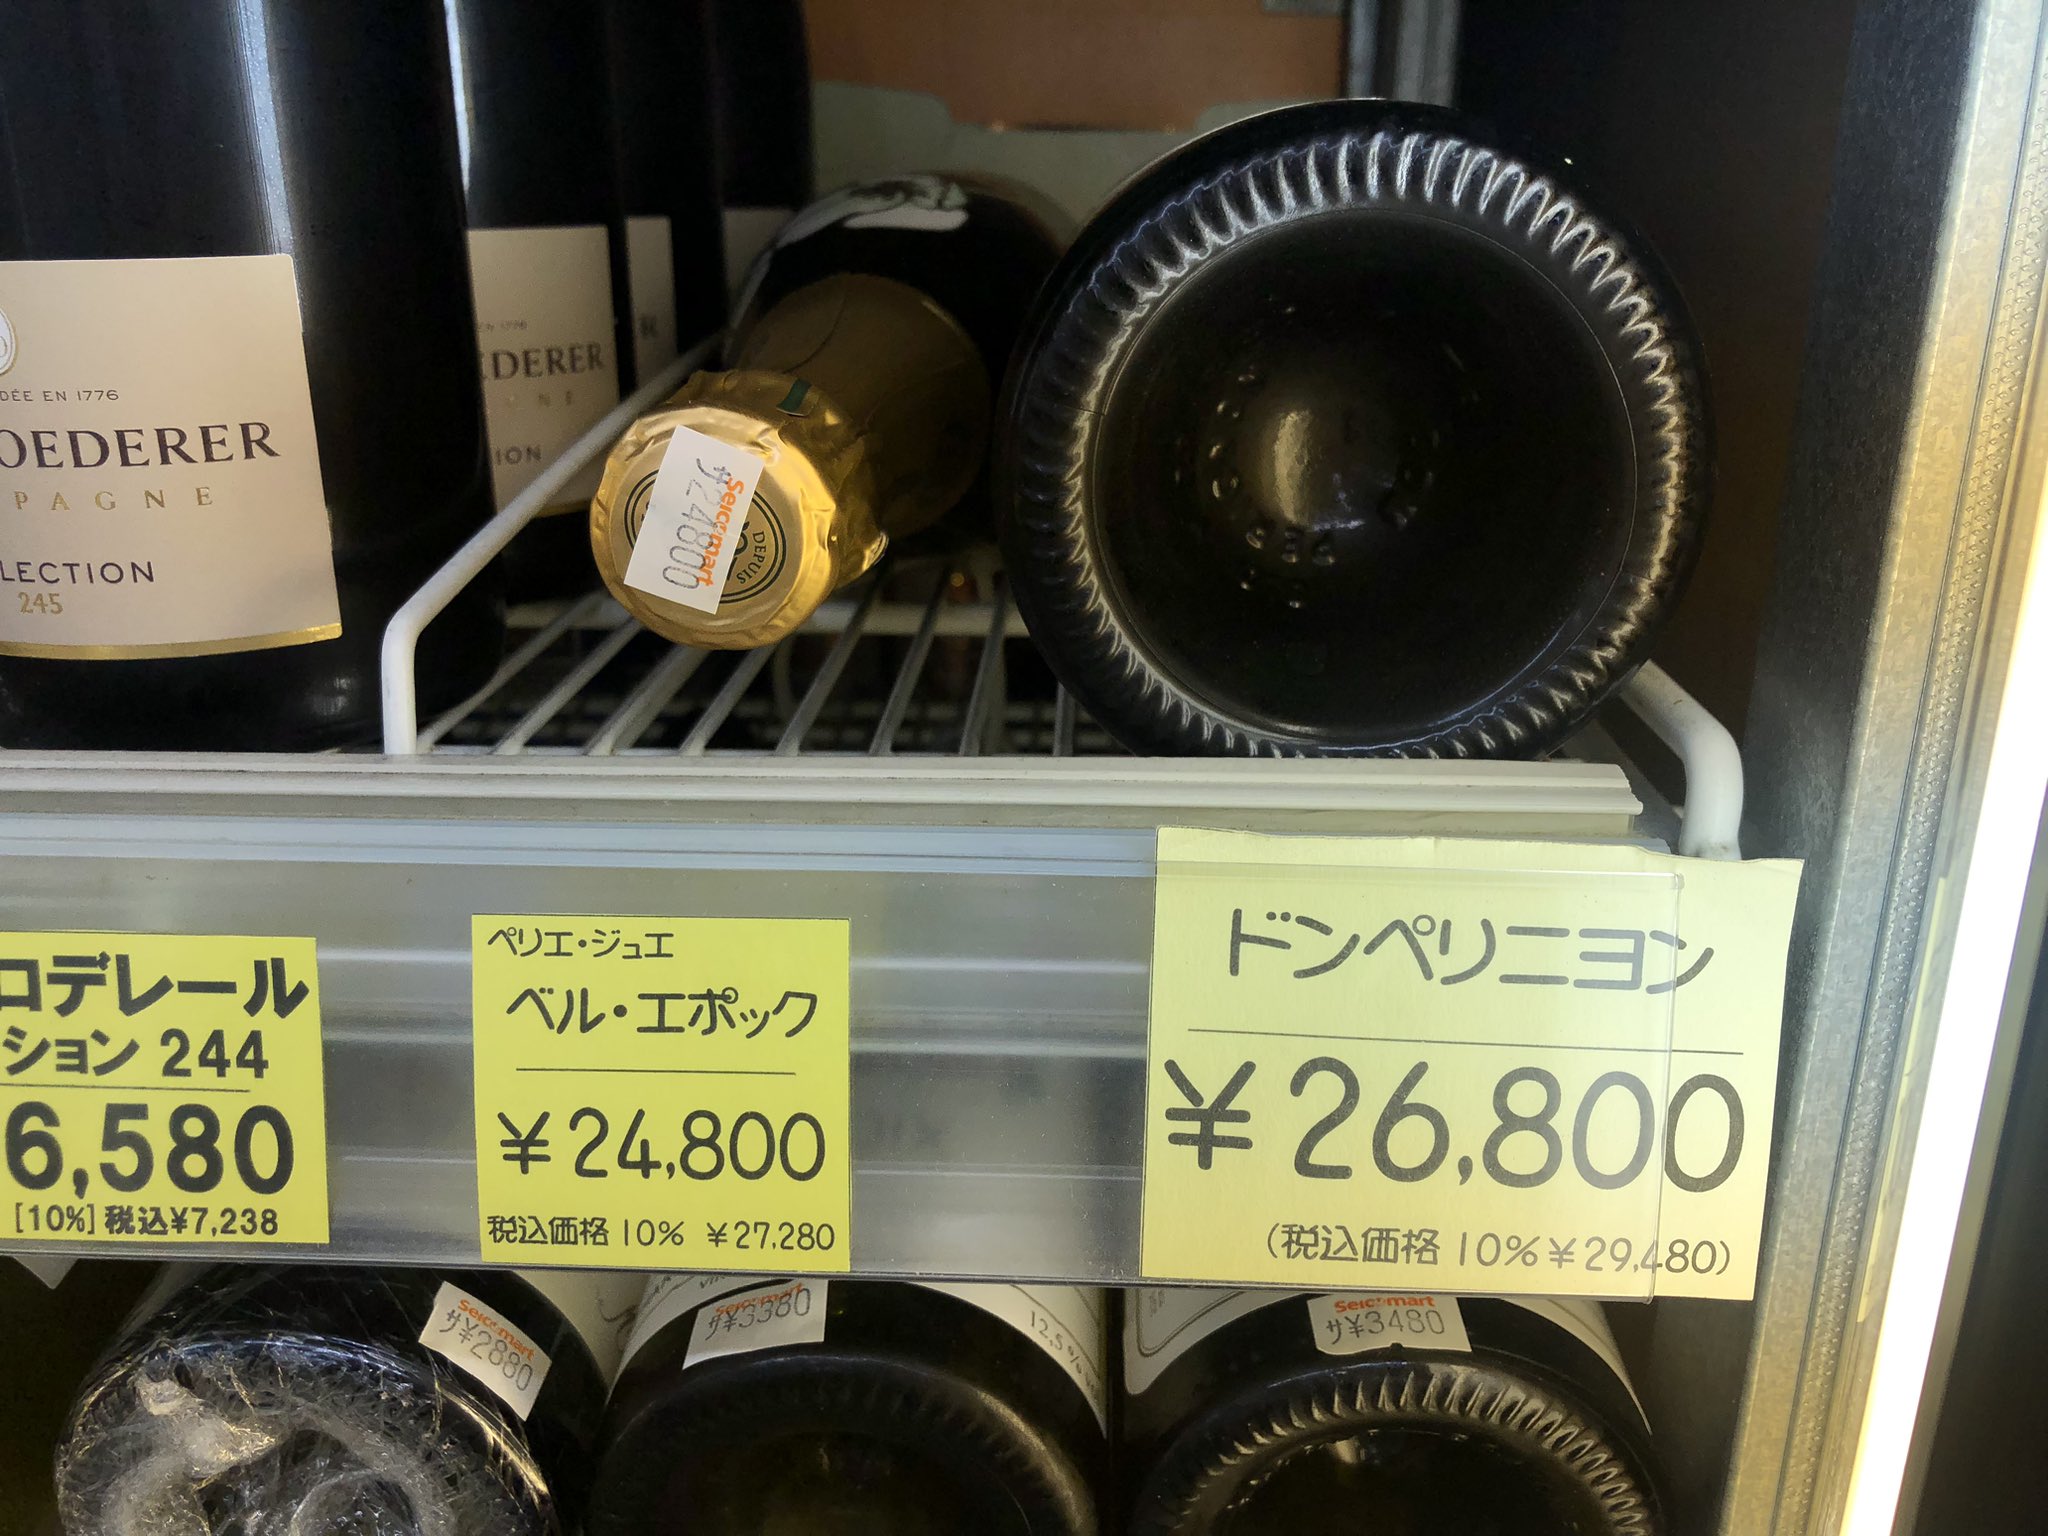 DÉE EN 1776
OEDERER
PAGNE
LECTION
245
EN 1776
EDERER
ION
R
Seicomart
ｻ24800
DEPUIS
ロデレール
ション 244
6,580
[10%]税込¥7,238
ペリエ・ジュエ
ベル・エポック
¥24,800
税込価格 10% ¥27,280
ドンペリニヨン
¥26,800
(税込価格 10%¥29,480)
Seicomart
ｻ¥2880
Seicomart
ｻ¥3380
12.5%
Seicomart
ｻ¥3480